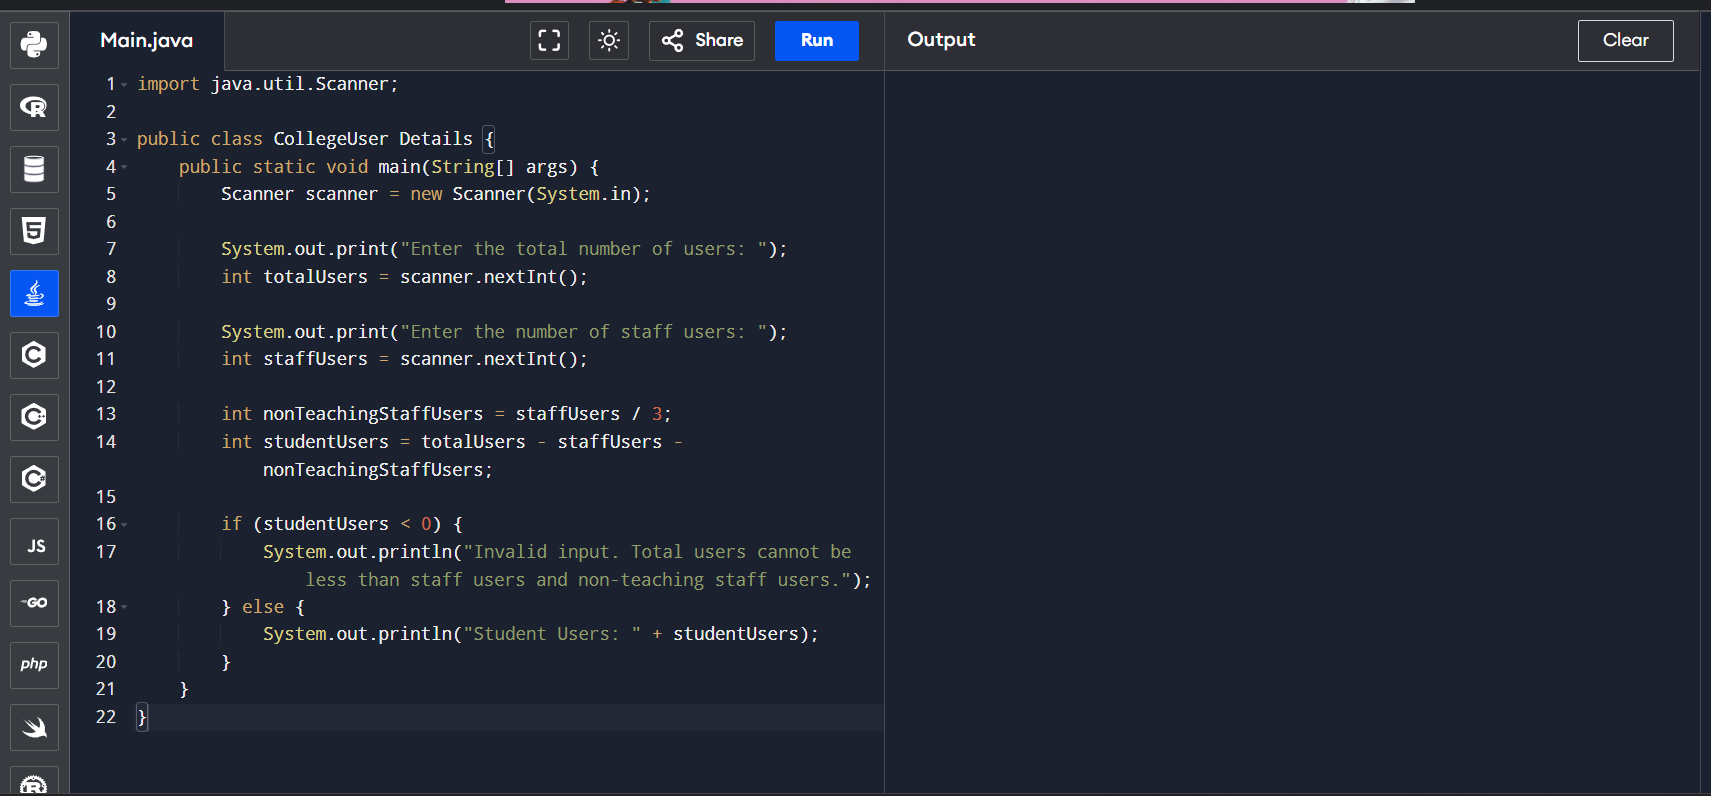 Main.java
Share
Run
Output
Clear
1 import java.util.Scanner;
2
3 public class CollegeUser Details {
4 public static void main(String[] args) {
5 Scanner scanner = new Scanner(System.in);
6
7 System.out.print("Enter the total number of users: ");
8 int totalUsers = scanner.nextInt();
9
10 System.out.print("Enter the number of staff users: ");
11 int staffUsers = scanner.nextInt();
12
13 int nonTeachingStaffUsers = staffUsers / 3;
14 int studentUsers = totalUsers - staffUsers -
nonTeachingStaffUsers;
15
16 if (studentUsers < 0) {
17 System.out.println("Invalid input. Total users cannot be
less than staff users and non-teaching staff users.");
18 } else {
19 System.out.println("Student Users: " + studentUsers);
20 }
21 }
22 }
R
5
C
C++
C#
JS
GO
php
R